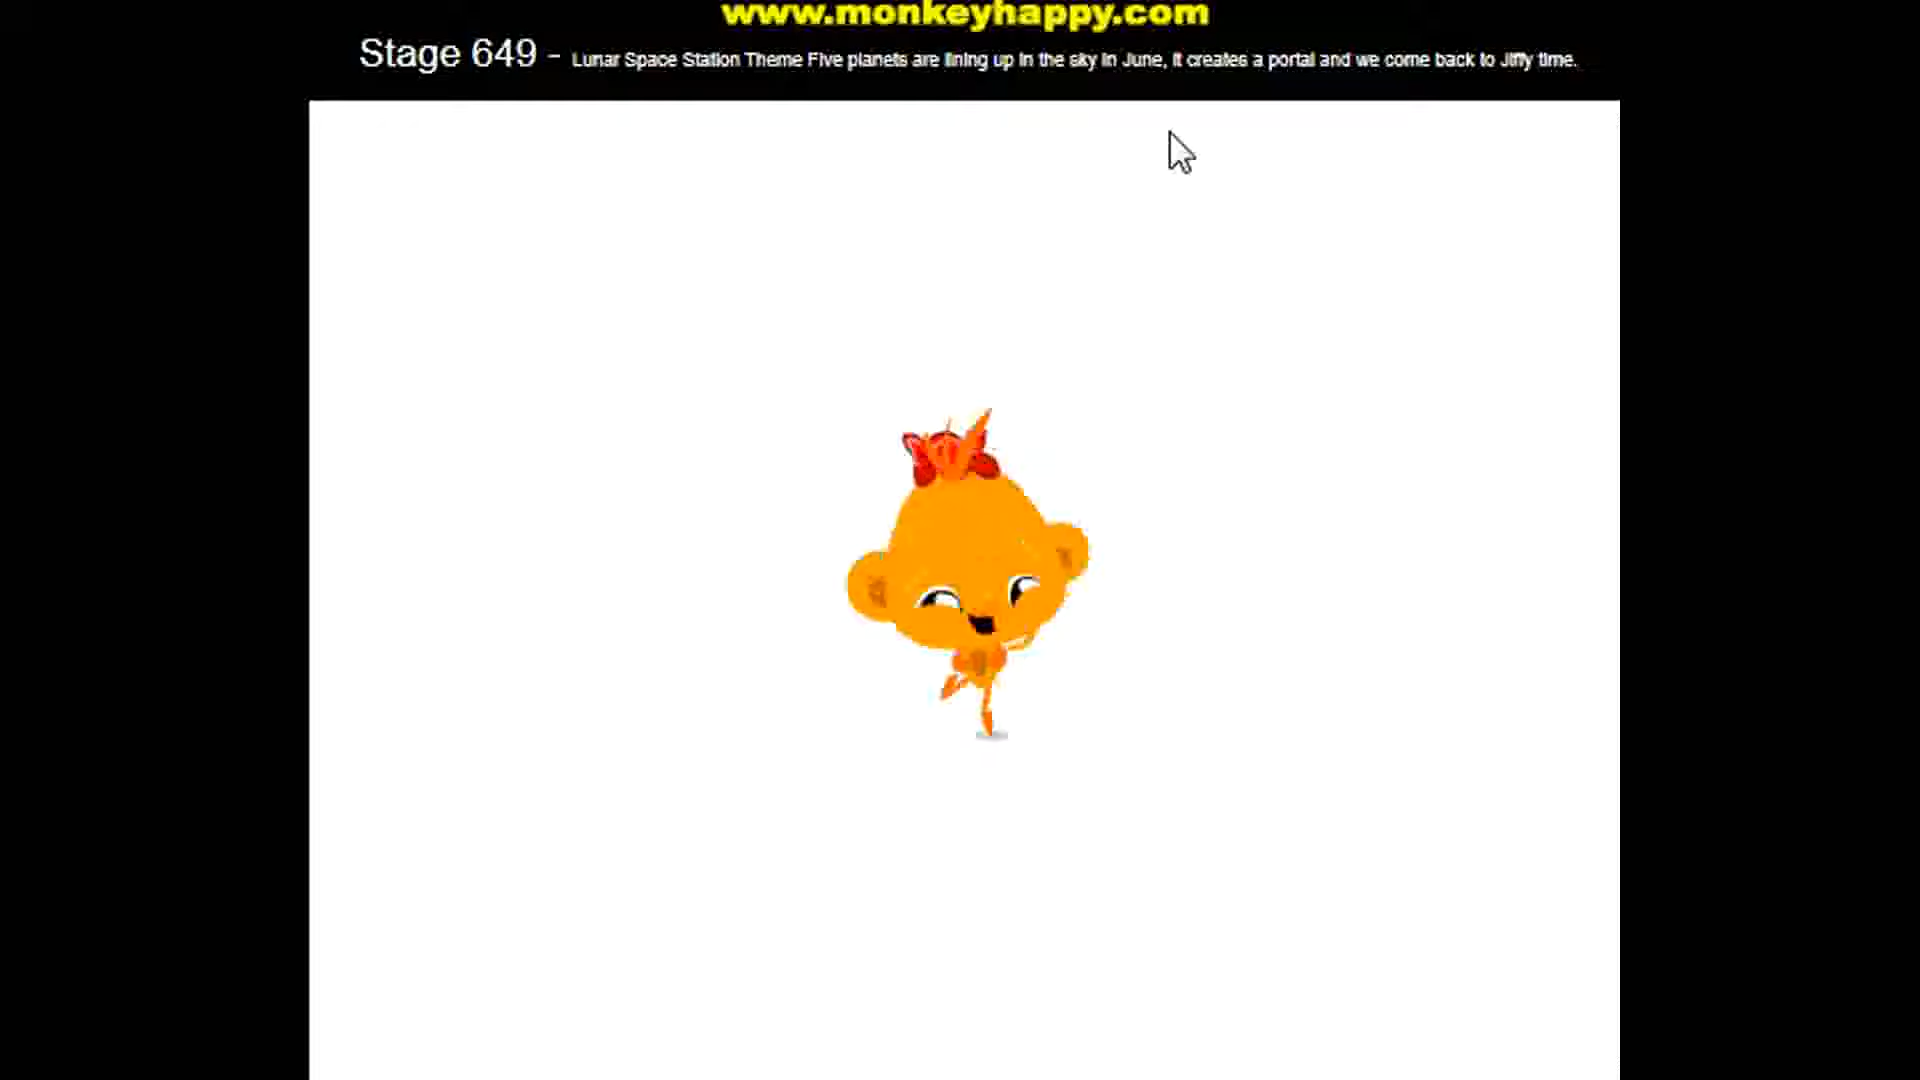 www.monkeyhappy.com
Stage 649 - Lunar Space Station Theme Five planets are lining up in the sky in June, it creates a portal and we come back to Jiffy time.